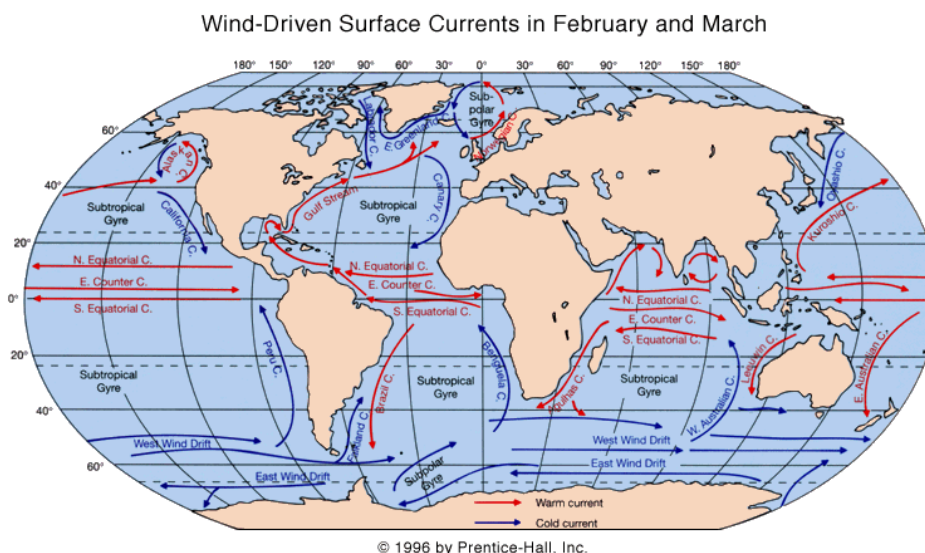 Wind-Driven Surface Currents in February and March
180° 150° 120° 90° 60° 30° 0° 30° 60° 90° 120° 150° 180°
60°
40°
20°
0°
20°
40°
60°
Alaskan C.
California C.
Subtropical
Gyre
N. Equatorial C.
E. Counter C.
S. Equatorial C.
Subtropical
Gyre
Peru C.
West Wind Drift
East Wind Drift
Labrador C.
E. Greenland C.
Sub-
polar
Gyre
Norwegian C.
Gulf Stream
Subtropical
Gyre
Canary C.
N. Equatorial C.
E. Counter C.
S. Equatorial C.
Brazil C.
Falkland C.
Subtropical
Gyre
Benguela C.
Subpolar
Gyre
N. Equatorial C.
E. Counter C.
S. Equatorial C.
Agulhas C.
Subtropical
Gyre
W. Australian C.
Leeuwin C.
West Wind Drift
East Wind Drift
Oyashio C.
Kuroshio C.
E. Australian C.
Warm current
Cold current
© 1996 by Prentice-Hall, Inc.